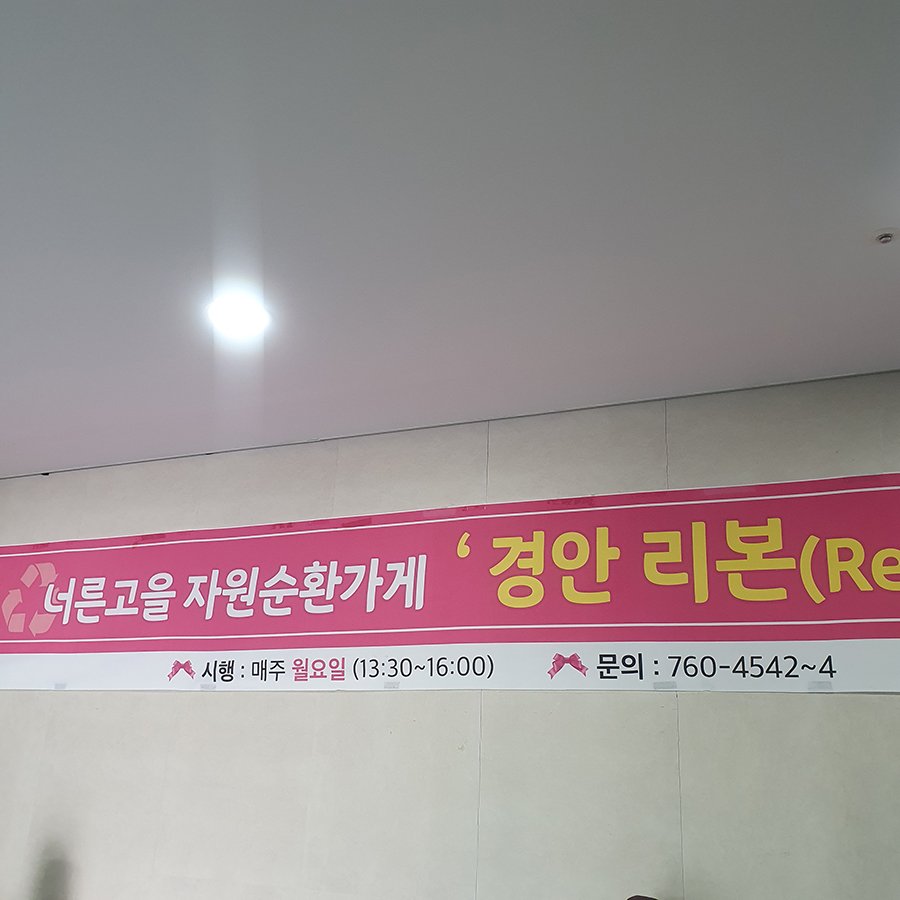 너른고을 자원순환가게 ‘경안 리본(Re
시행 : 매주 월요일 (13:30~16:00) 문의 : 760-4542~4